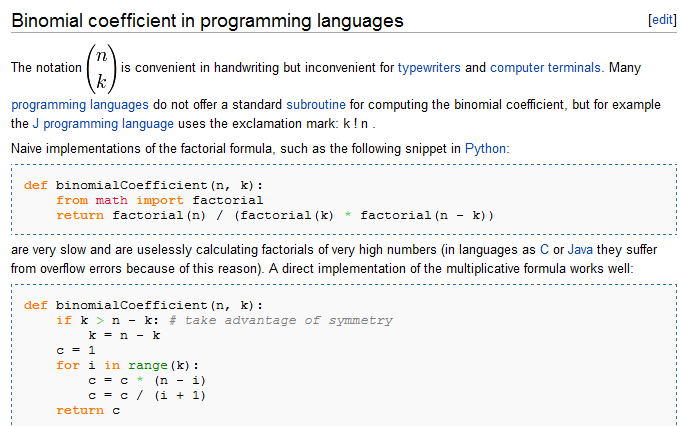 Binomial coefficient in programming languages [edit]
The notation (n k) is convenient in handwriting but inconvenient for typewriters and computer terminals. Many
programming languages do not offer a standard subroutine for computing the binomial coefficient, but for example
the J programming language uses the exclamation mark: k ! n .
Naive implementations of the factorial formula, such as the following snippet in Python:
def binomialCoefficient(n, k):
    from math import factorial
    return factorial(n) / (factorial(k) * factorial(n - k))
are very slow and are uselessly calculating factorials of very high numbers (in languages as C or Java they suffer
from overflow errors because of this reason). A direct implementation of the multiplicative formula works well:
def binomialCoefficient(n, k):
    if k > n - k: # take advantage of symmetry
        k = n - k
    c = 1
    for i in range(k):
        c = c * (n - i)
        c = c / (i + 1)
    return c